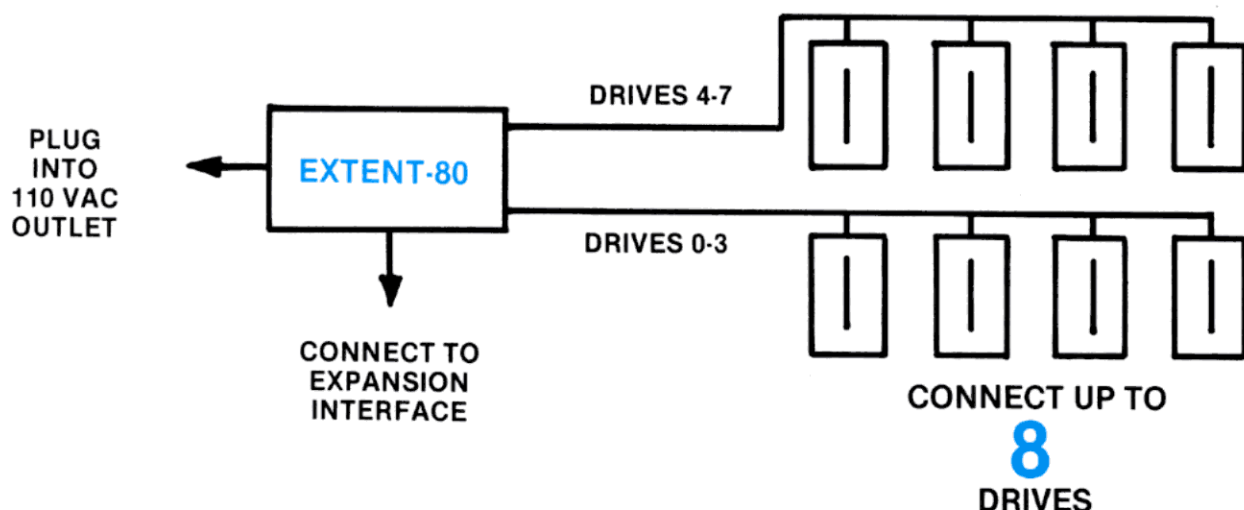 DRIVES 4-7
PLUG
INTO
110 VAC
OUTLET
EXTENT-80
DRIVES 0-3
CONNECT TO
EXPANSION
INTERFACE
CONNECT UP TO
8
DRIVES